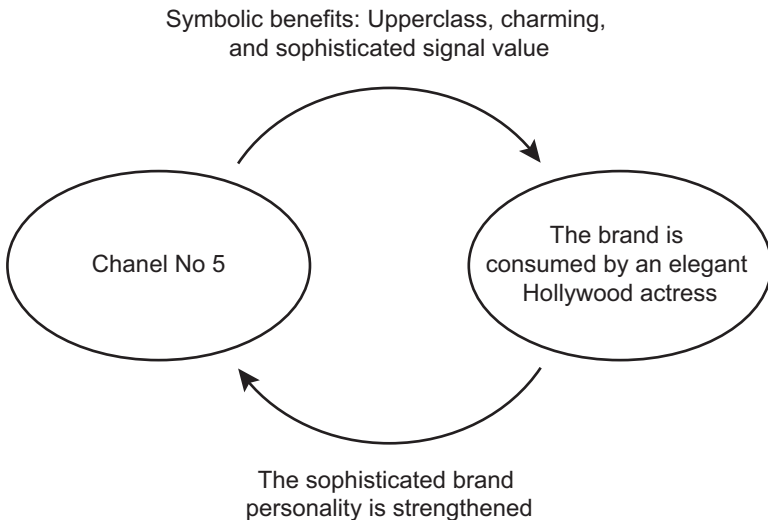 Symbolic benefits: Upperclass, charming,
and sophisticated signal value
Chanel No 5
The brand is
consumed by an elegant
Hollywood actress
The sophisticated brand
personality is strengthened